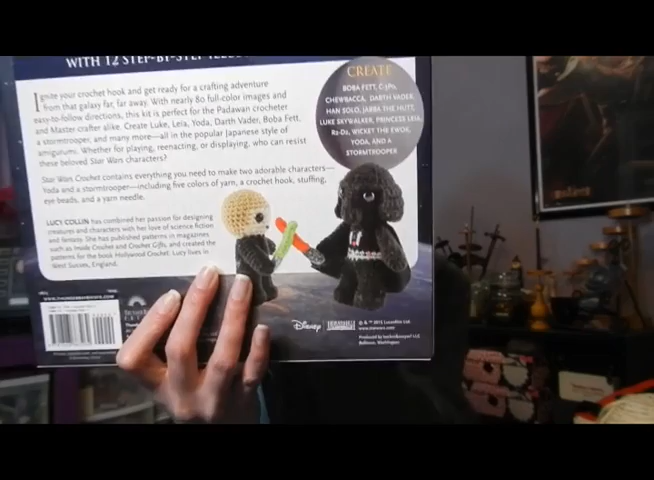 WITH 12 STEP-BY-STEP
Ignite your crochet hook and get ready for a crafting adventure
from that galaxy far, far away. With nearly 80 full-color images and
easy-to-follow directions, this kit is perfect for the Padawan crocheter
and Master crafter alike. Create Luke, Leia, Yoda, Darth Vader, Boba Fett,
a stormtrooper, and many more—all in the popular Japanese style of
amigurumi. Whether for playing, reenacting, or displaying, who can resist
these beloved Star Wars characters?
Star Wars Crochet contains everything you need to make two adorable characters—
Yoda and a stormtrooper—including five colors of yarn, a crochet hook, stuffing,
eye beads, and a yarn needle.
LUCY COLLIN has combined her passion for designing
creatures and characters with her love of science fiction
and fantasy. She has published patterns in magazines
such as Inside Crochet and Crochet Gifts, and created the
patterns for the book Hollywood Crochet. Lucy lives in
West Sussex, England.
CREATE
BOBA FETT, C-3PO,
CHEWBACCA, DARTH VADER,
HAN SOLO, JABBA THE HUTT,
LUKE SKYWALKER, PRINCESS LEIA,
R2-D2, WICKET THE EWOK,
YODA, AND A
STORMTROOPER
Disney